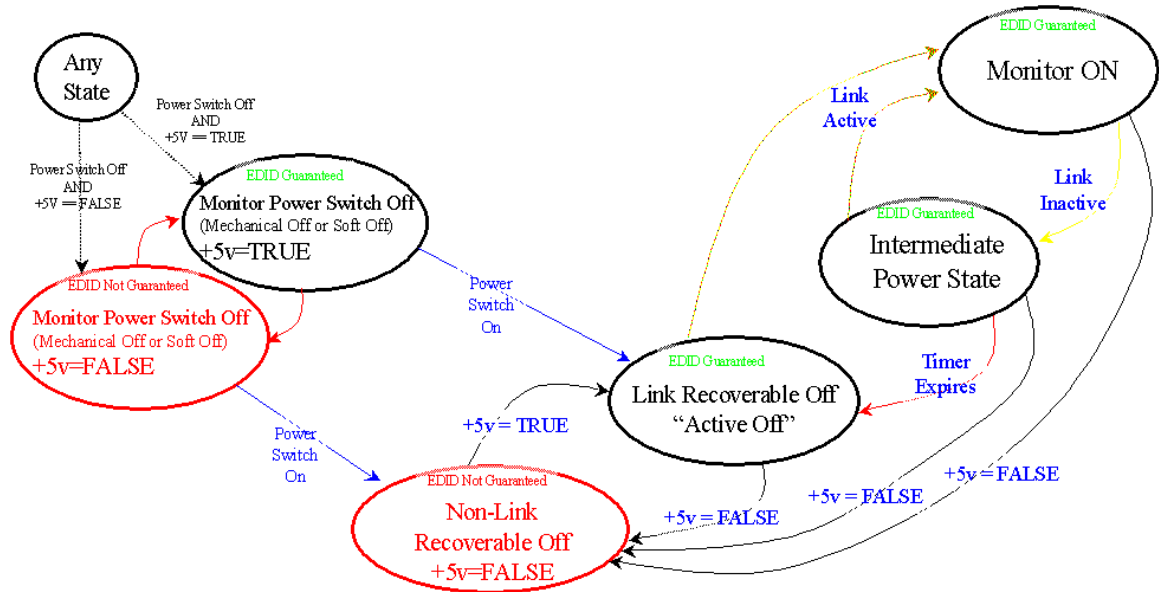 EDID Guaranteed
Monitor ON
Any
State
Power Switch Off
AND
+5V == TRUE
Link
Active
Power Switch Off
AND
+5V == FALSE
EDID Guaranteed
Monitor Power Switch Off
(Mechanical Off or Soft Off)
+5v=TRUE
Link
Inactive
EDID Guaranteed
Intermediate
Power State
EDID Not Guaranteed
Monitor Power Switch Off
(Mechanical Off or Soft Off)
+5v=FALSE
Power
Switch
On
EDID Guaranteed
Link Recoverable Off
“Active Off”
Timer
Expires
Power
Switch
On
+5v = TRUE
EDID Not Guaranteed
Non-Link
Recoverable Off
+5v=FALSE
+5v = FALSE
+5v = FALSE
+5v = FALSE